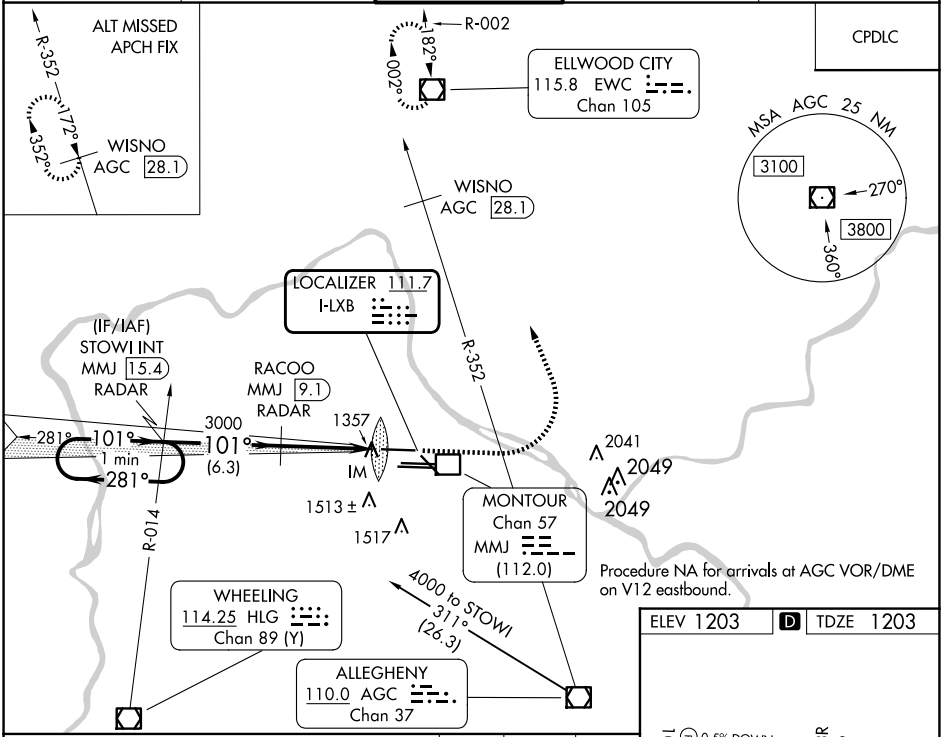 ALT MISSED
APCH FIX
R-352
172°
352°
WISNO
AGC 28.1
R-002
182°
002°
ELLWOOD CITY
115.8 EWC
Chan 105
CPDLC
MSA AGC 25 NM
3100
270°
3800
360°
WISNO
AGC 28.1
LOCALIZER 111.7
I-LXB
R-352
(IF/IAF)
STOWI INT
MMJ 15.4
RADAR
RACOO
MMJ 9.1
RADAR
3000
1357
281°
101°
101°
1 min
(6.3)
281°
IM
2041
2049
2049
1513 ±
1517
MONTOUR
Chan 57
MMJ
(112.0)
R-014
Procedure NA for arrivals at AGC VOR/DME
on V12 eastbound.
4000 to STOWI
311°
(26.3)
WHEELING
114.25 HLG
Chan 89 (Y)
ALLEGHENY
110.0 AGC
Chan 37
ELEV 1203
D
TDZE 1203